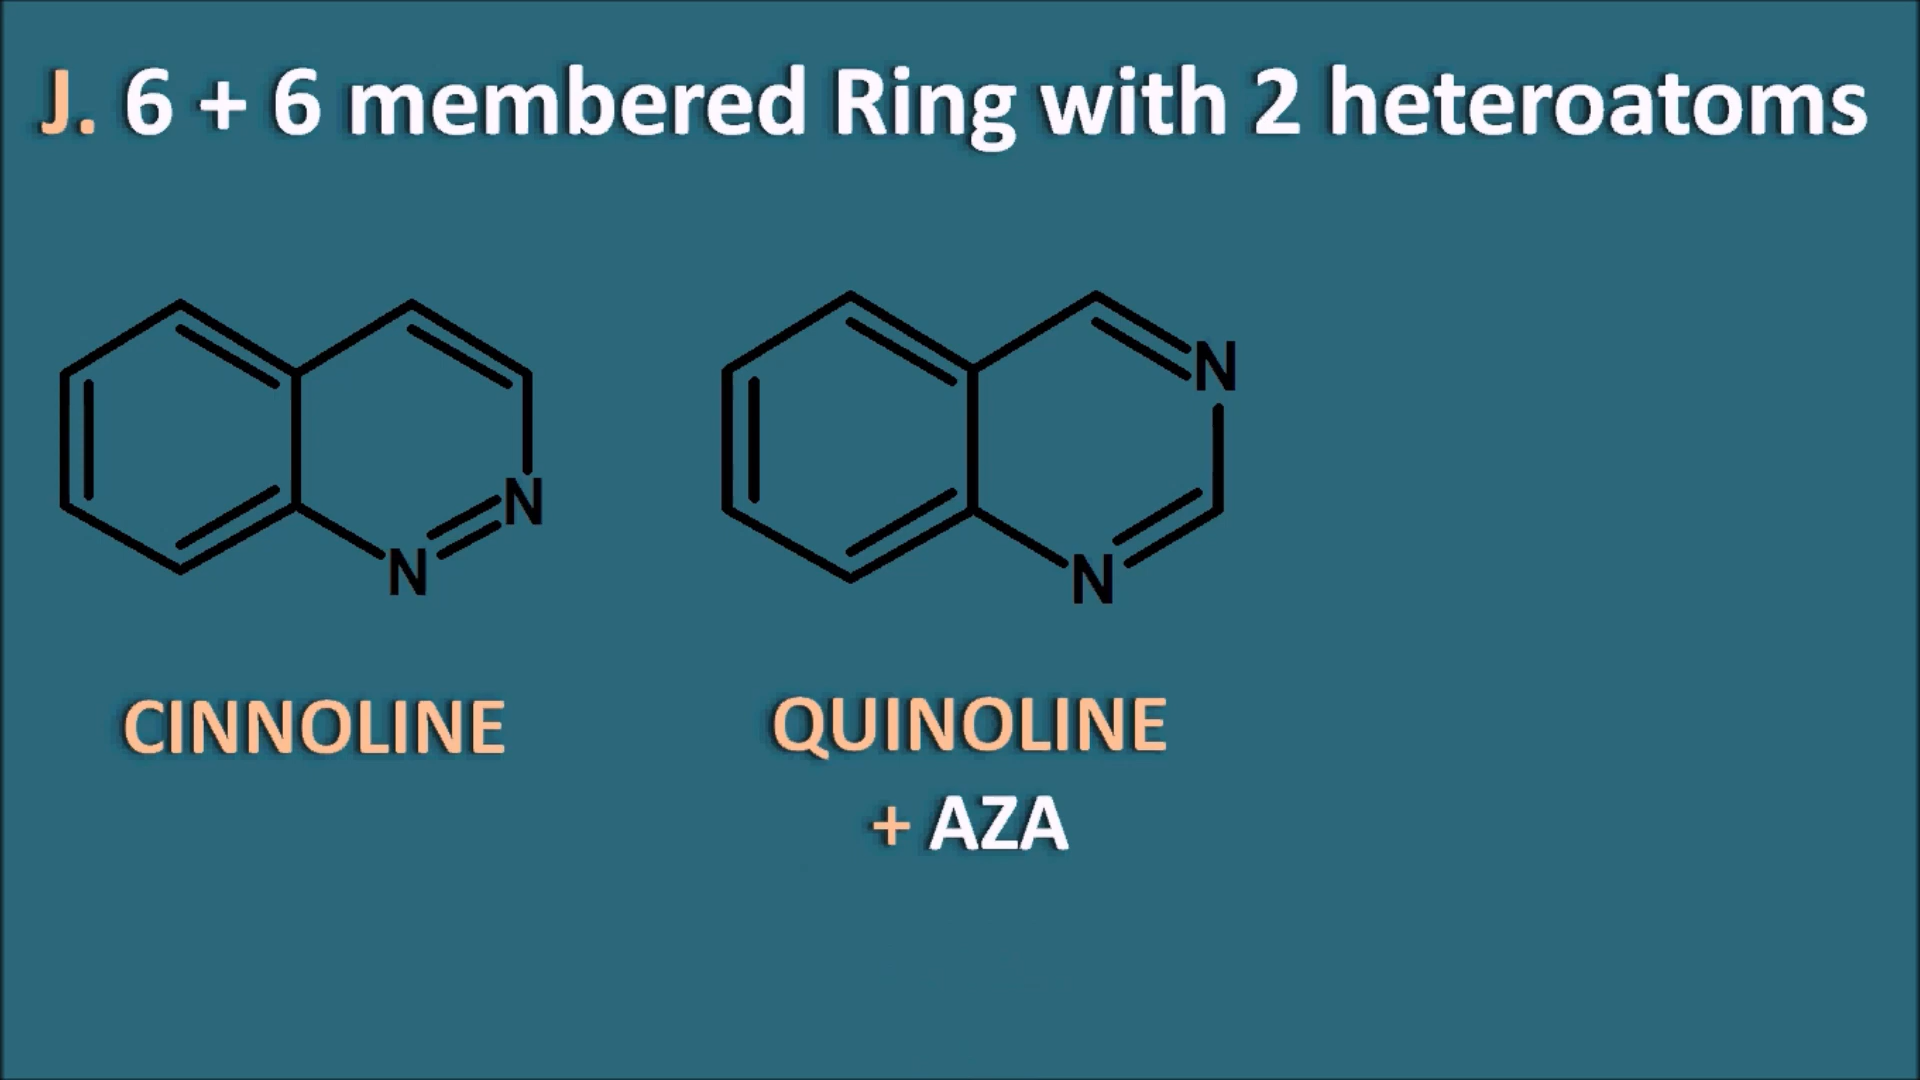 J. 6 + 6 membered Ring with 2 heteroatoms
N
N
N
N
CINNOLINE
QUINOLINE
+ AZA